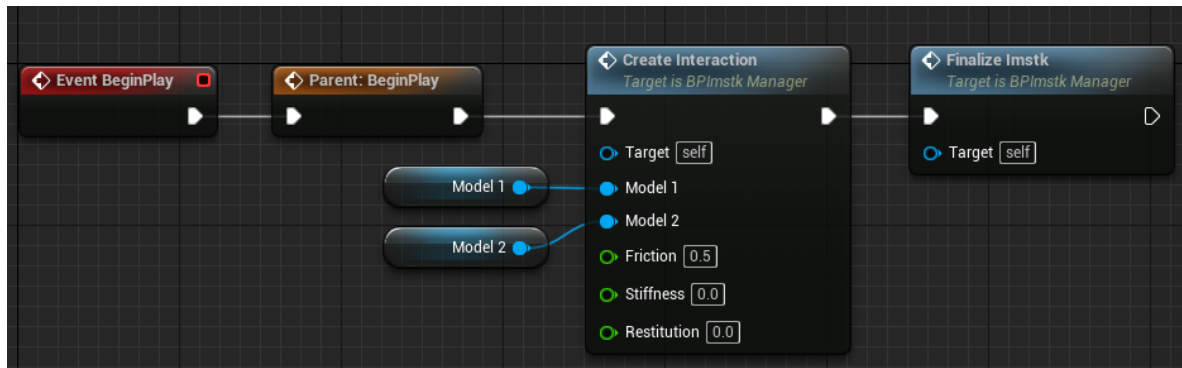 Event BeginPlay
Parent: BeginPlay
Create Interaction
Target is BPImstk Manager
Target self
Model 1
Model 2
Friction 0.5
Stiffness 0.0
Restitution 0.0
Model 1
Model 2
Finalize Imstk
Target is BPImstk Manager
Target self